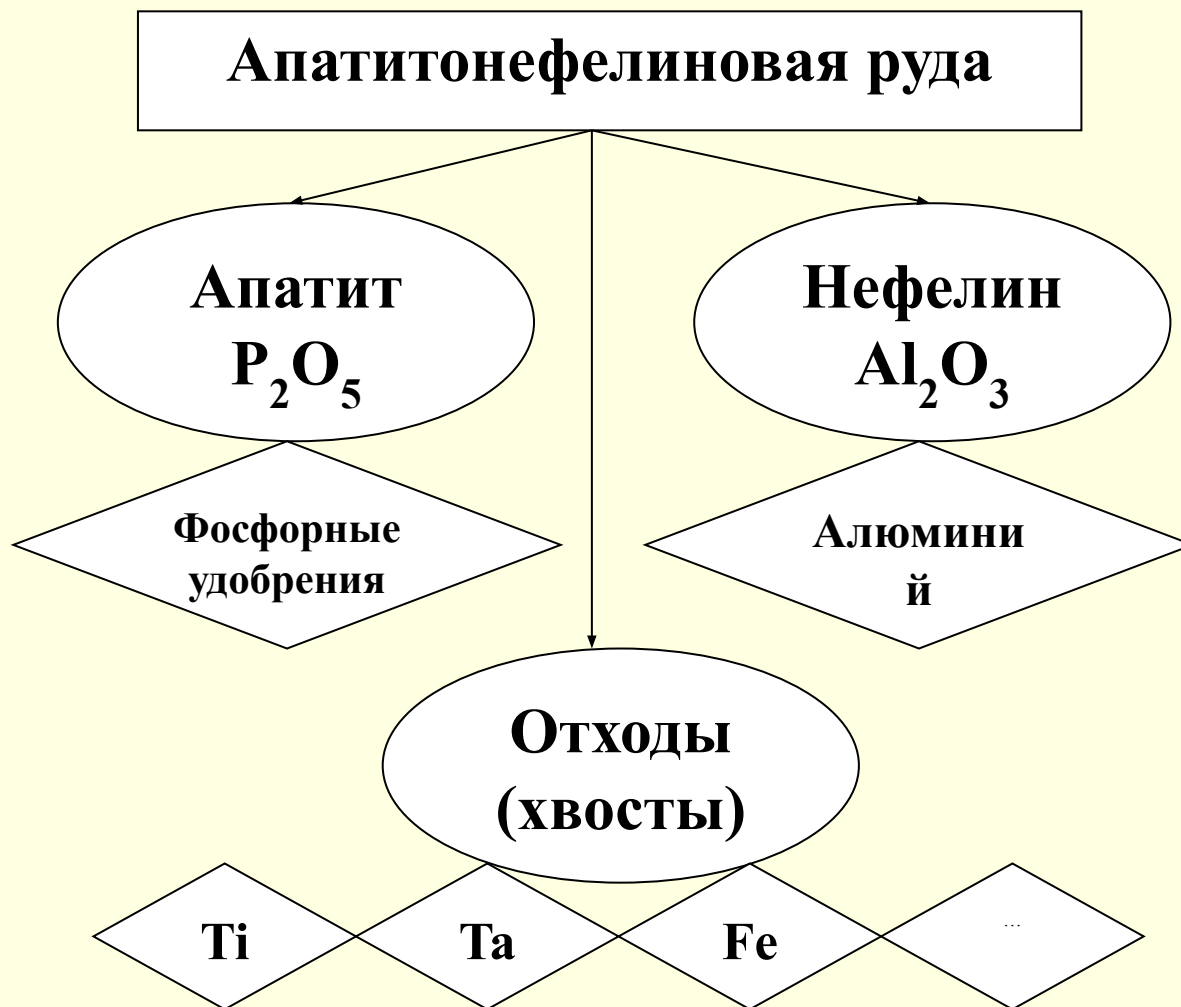 Апатитонефелиновая руда
Апатит
P₂O₅
Нефелин
Al₂O₃
Фосфорные
удобрения
Алюмини
й
Отходы
(хвосты)
Ti
Ta
Fe
...